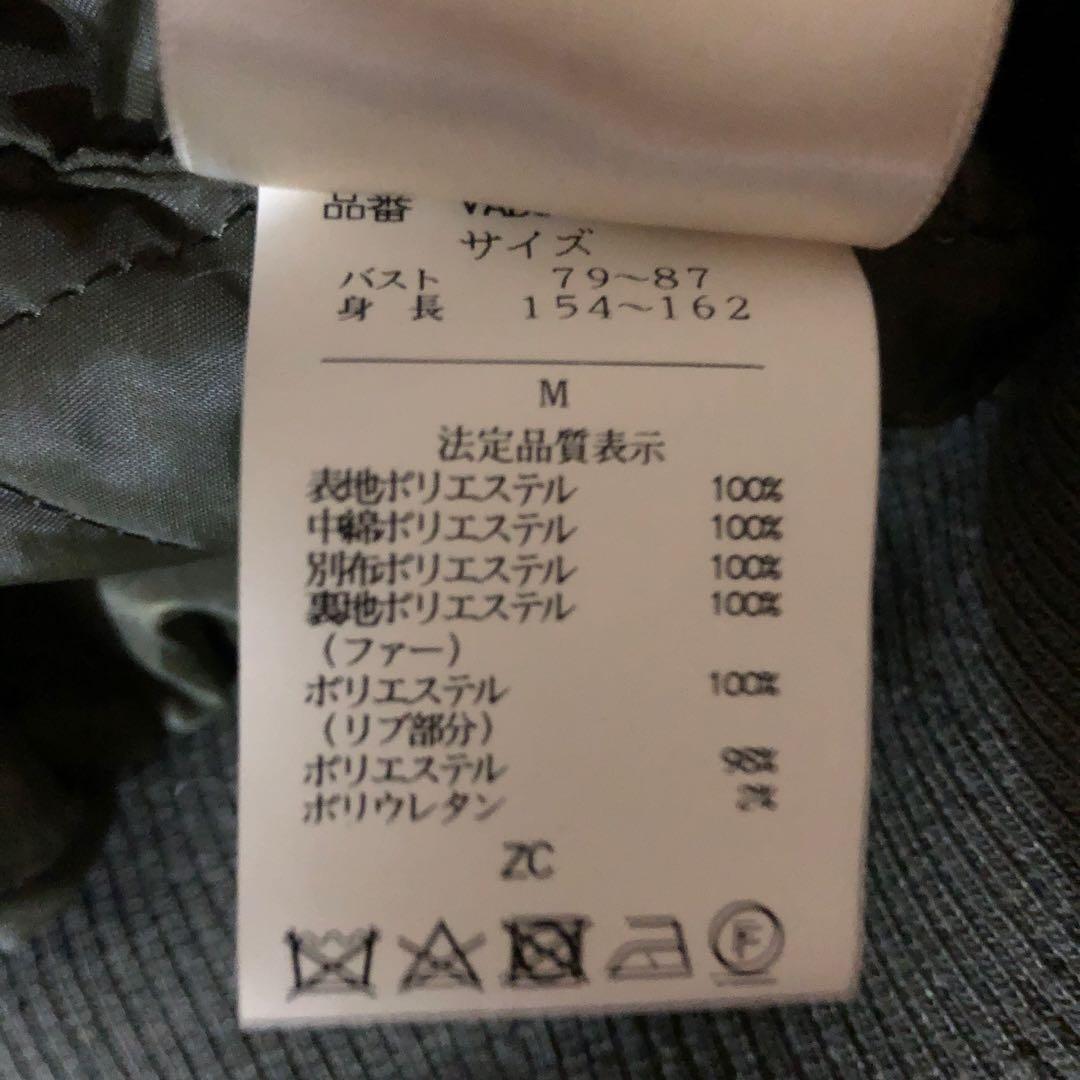 品番
サイズ
バスト 79～87
身長 154～162
M
法定品質表示
表地ポリエステル 100%
中綿ポリエステル 100%
別布ポリエステル 100%
裏地ポリエステル 100%
(ファー)
ポリエステル 100%
(リブ部分)
ポリエステル 98%
ポリウレタン 2%
ZC
F